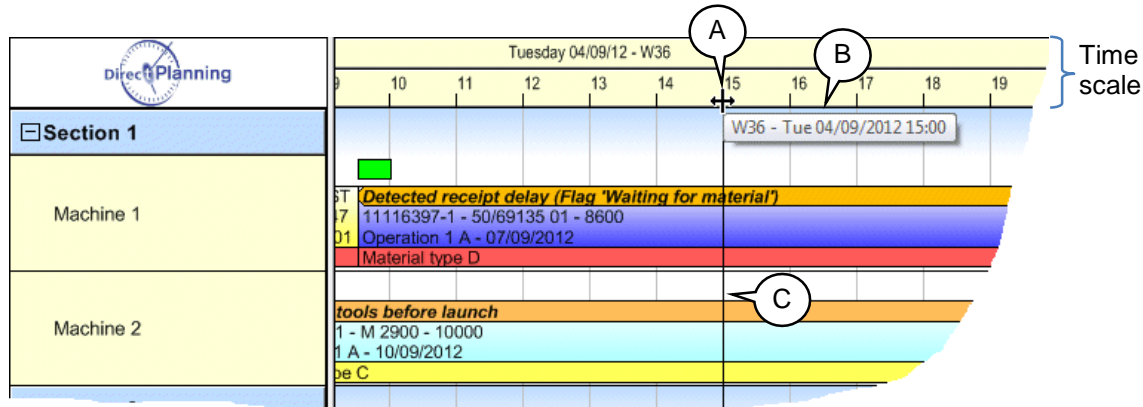 A
Tuesday 04/09/12 - W36
B
Time
scale
DirectPlanning
9 10 11 12 13 14 15 16 17 18 19
W36 - Tue 04/09/2012 15:00
Section 1
Machine 1
ST Detected receipt delay (Flag 'Waiting for material')
47 11116397-1 - 50/69135 01 - 8600
01 Operation 1 A - 07/09/2012
Material type D
C
Machine 2
tools before launch
1 - M 2900 - 10000
1 A - 10/09/2012
pe C